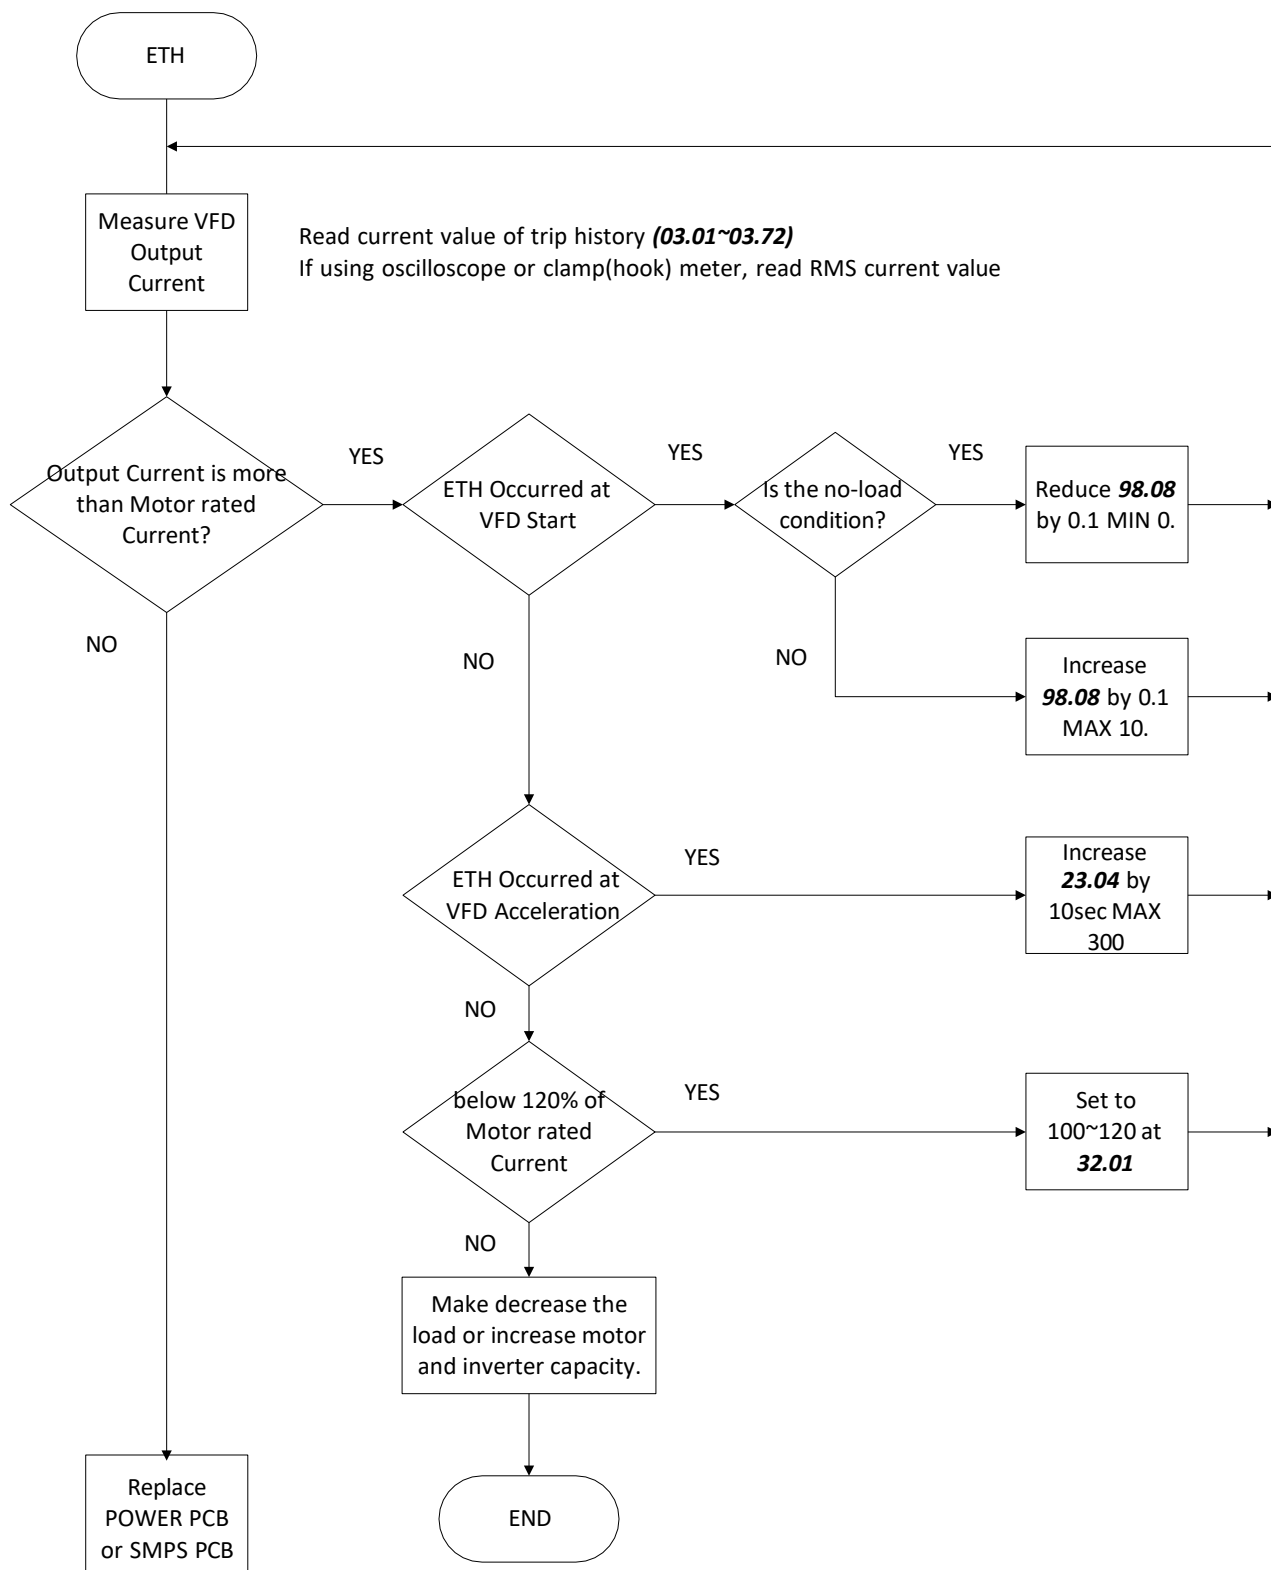 ETH
Measure VFD
Output
Current
Read current value of trip history (03.01~03.72)
If using oscilloscope or clamp(hook) meter, read RMS current value
Output Current is more
than Motor rated
Current?
YES
ETH Occurred at
VFD Start
YES
Is the no-load
condition?
YES
Reduce 98.08
by 0.1 MIN 0.
NO
NO
NO
Increase
98.08 by 0.1
MAX 10.
ETH Occurred at
VFD Acceleration
YES
Increase
23.04 by
10sec MAX
300
NO
below 120% of
Motor rated
Current
YES
Set to
100~120 at
32.01
NO
Make decrease the
load or increase motor
and inverter capacity.
Replace
POWER PCB
or SMPS PCB
END